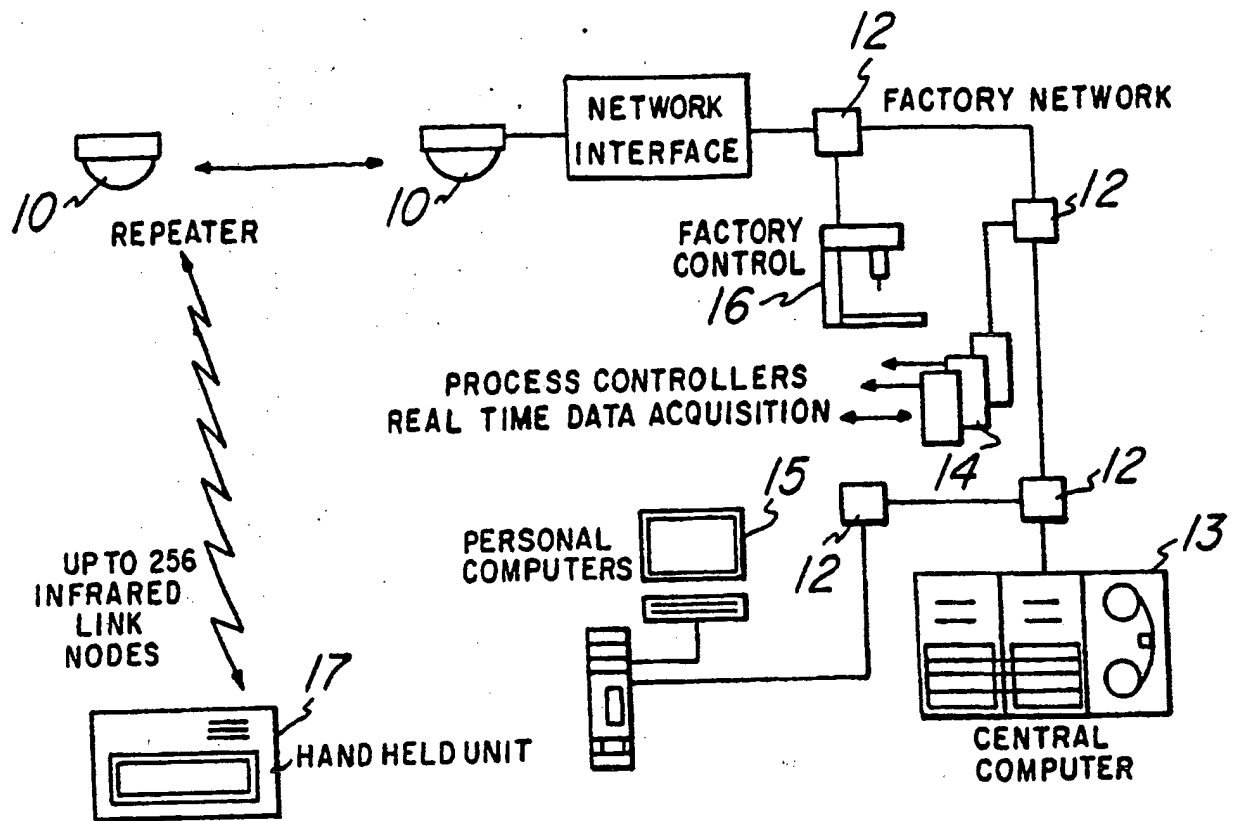 12
NETWORK
INTERFACE
FACTORY NETWORK
10
10
REPEATER
12
FACTORY
CONTROL
16
PROCESS CONTROLLERS
REAL TIME DATA ACQUISITION
14
15
12
PERSONAL
COMPUTERS
12
13
UP TO 256
INFRARED
LINK
NODES
17
HAND HELD UNIT
CENTRAL
COMPUTER